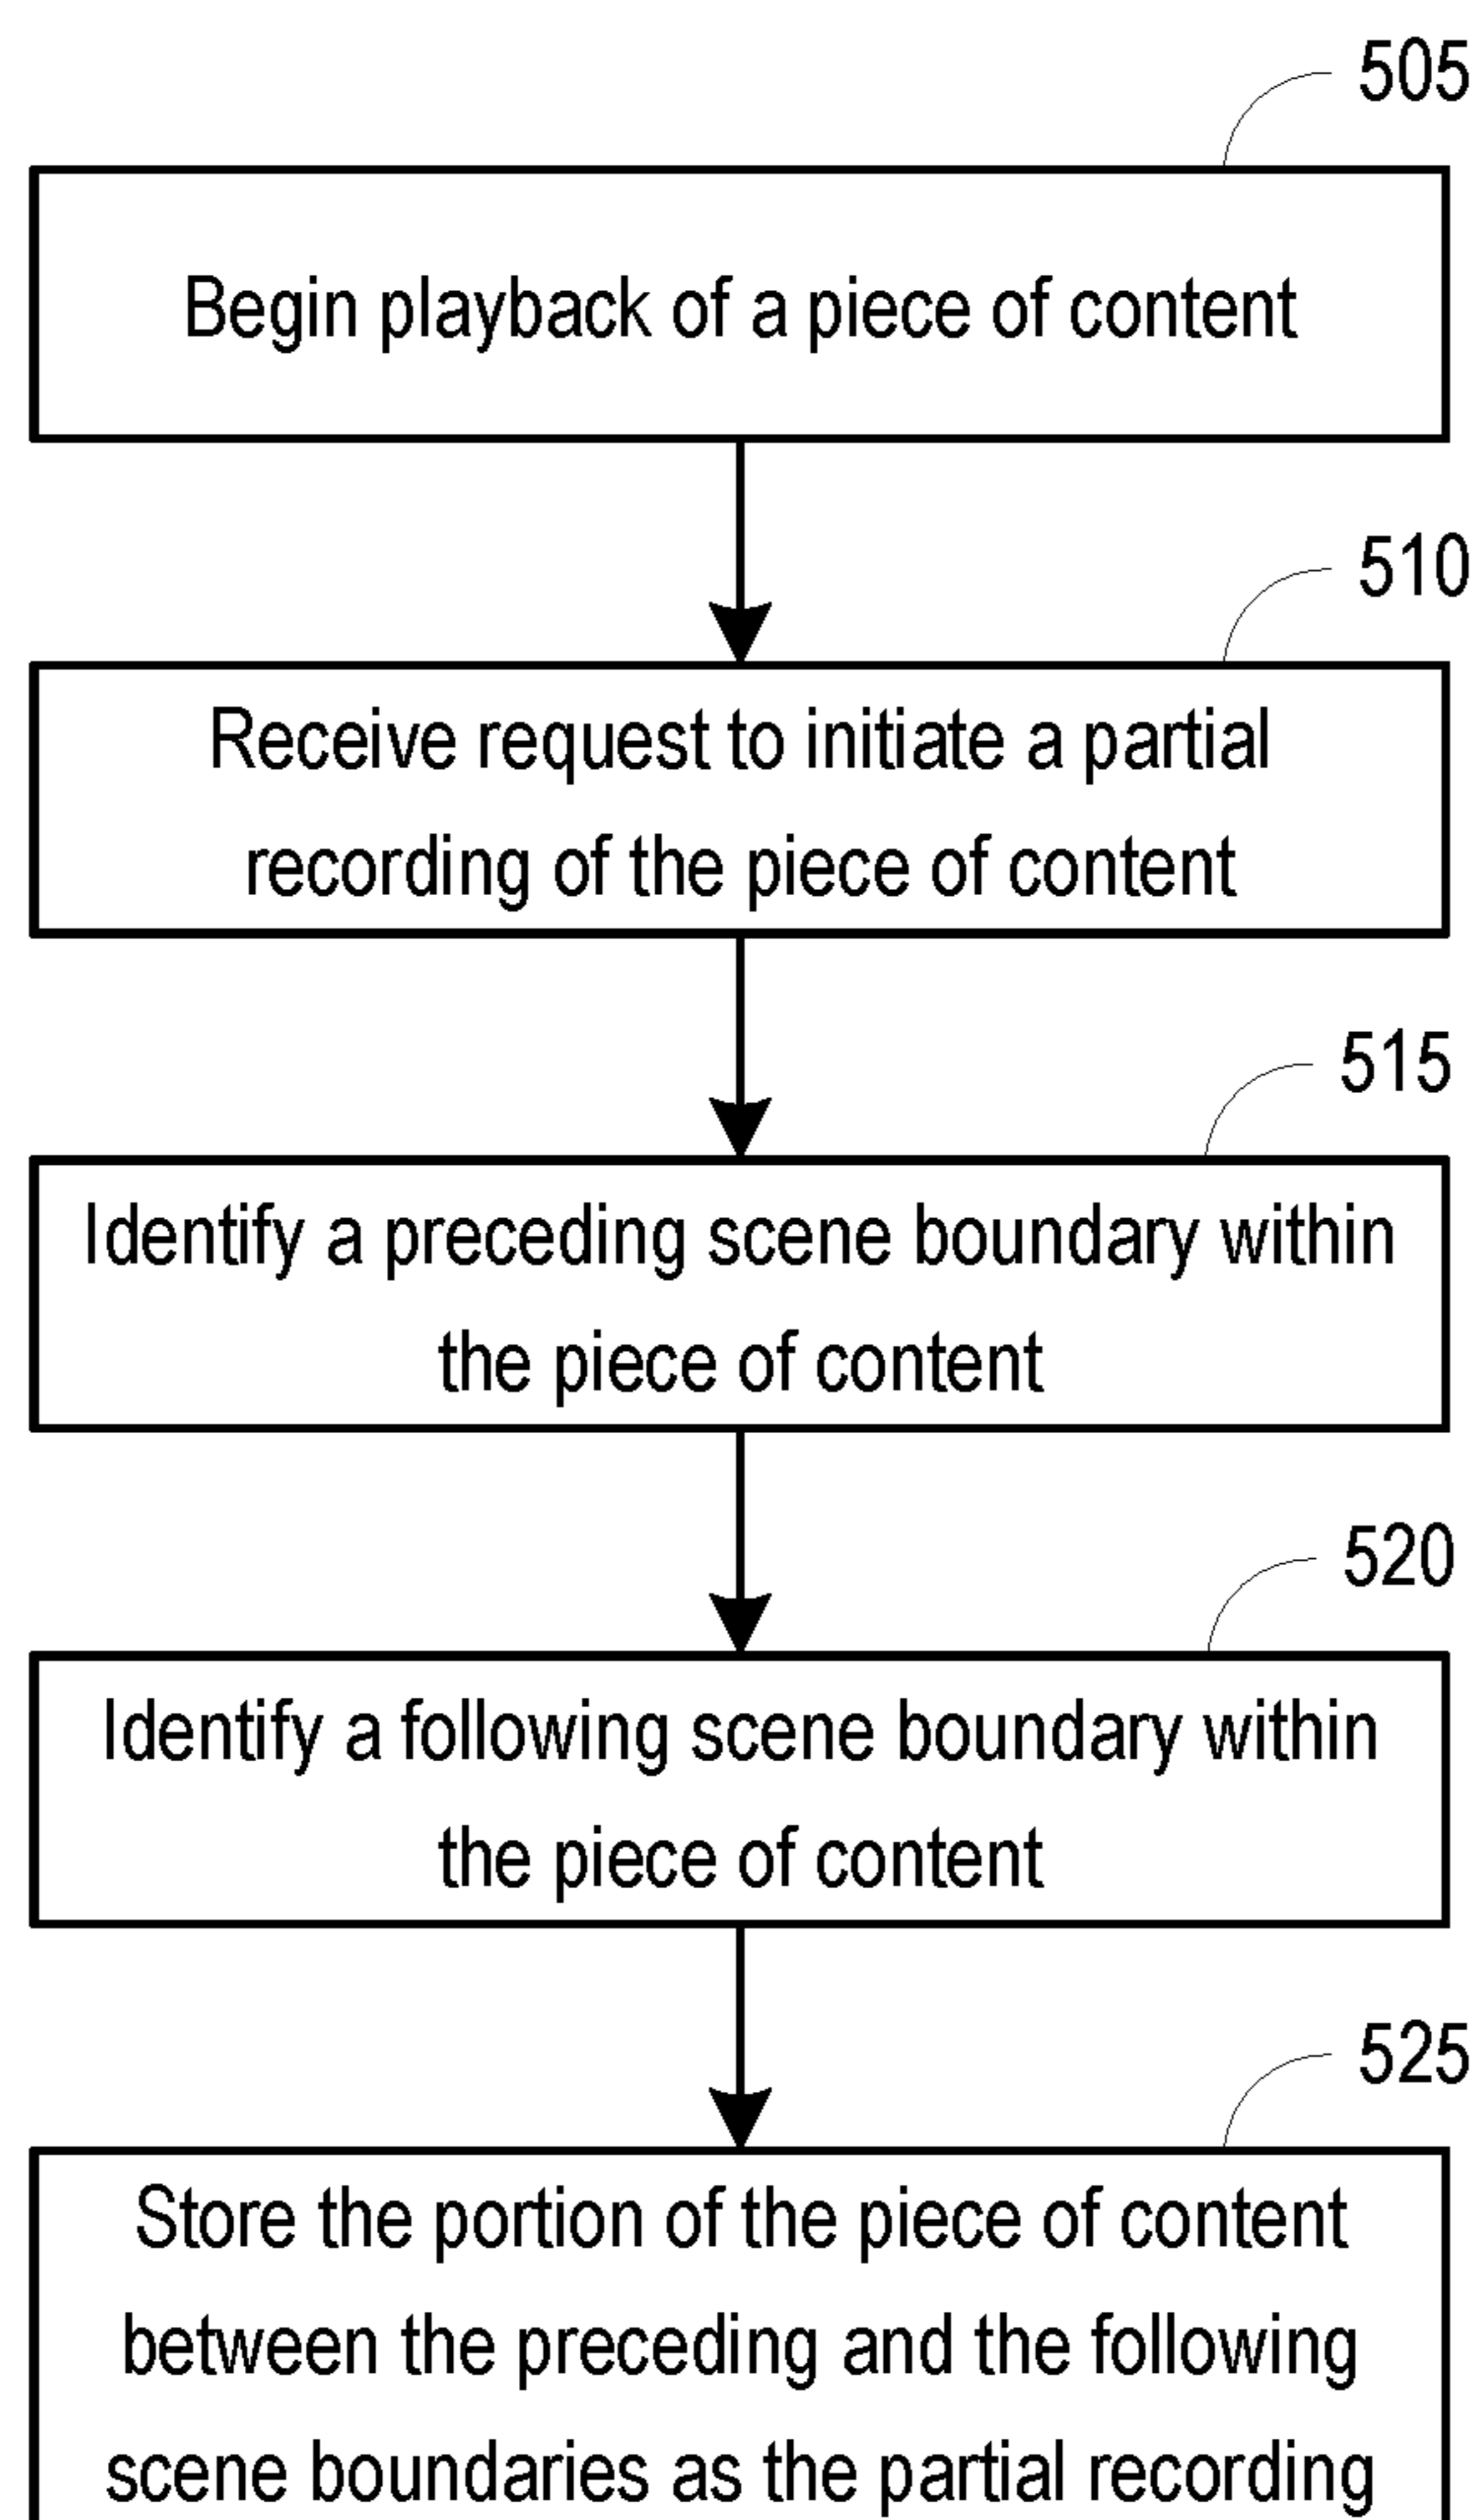 505
Begin playback of a piece of content
510
Receive request to initiate a partial
recording of the piece of content
515
Identify a preceding scene boundary within
the piece of content
520
Identify a following scene boundary within
the piece of content
525
Store the portion of the piece of content
between the preceding and the following
scene boundaries as the partial recording